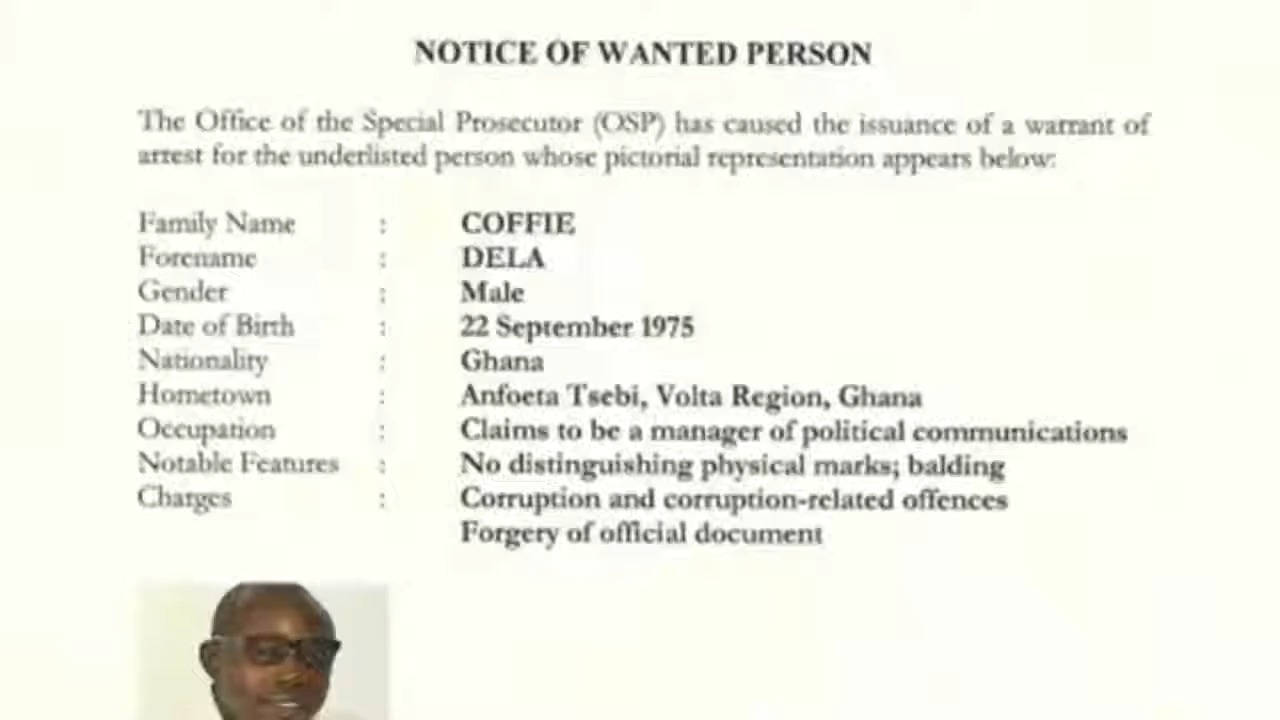 NOTICE OF WANTED PERSON
The Office of the Special Prosecutor (OSP) has caused the issuance of a warrant of
arrest for the underlisted person whose pictorial representation appears below:
Family Name : COFFIE
Forename : DELA
Gender : Male
Date of Birth : 22 September 1975
Nationality : Ghana
Hometown : Anfoeta Tsebi, Volta Region, Ghana
Occupation : Claims to be a manager of political communications
Notable Features : No distinguishing physical marks; balding
Charges : Corruption and corruption-related offences
Forgery of official document